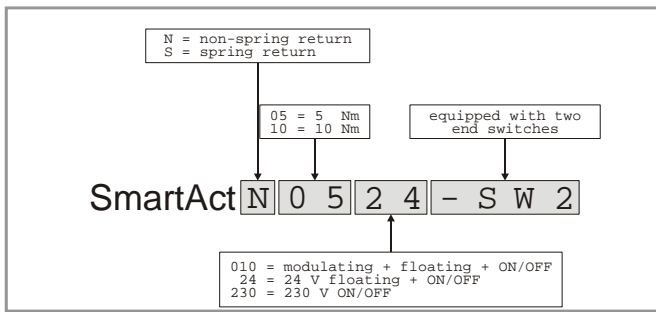 N = non-spring return
S = spring return
05 = 5 Nm
10 = 10 Nm
equipped with two
end switches
SmartAct N 0 5 2 4 - S W 2
010 = modulating + floating + ON/OFF
24 = 24 V floating + ON/OFF
230 = 230 V ON/OFF